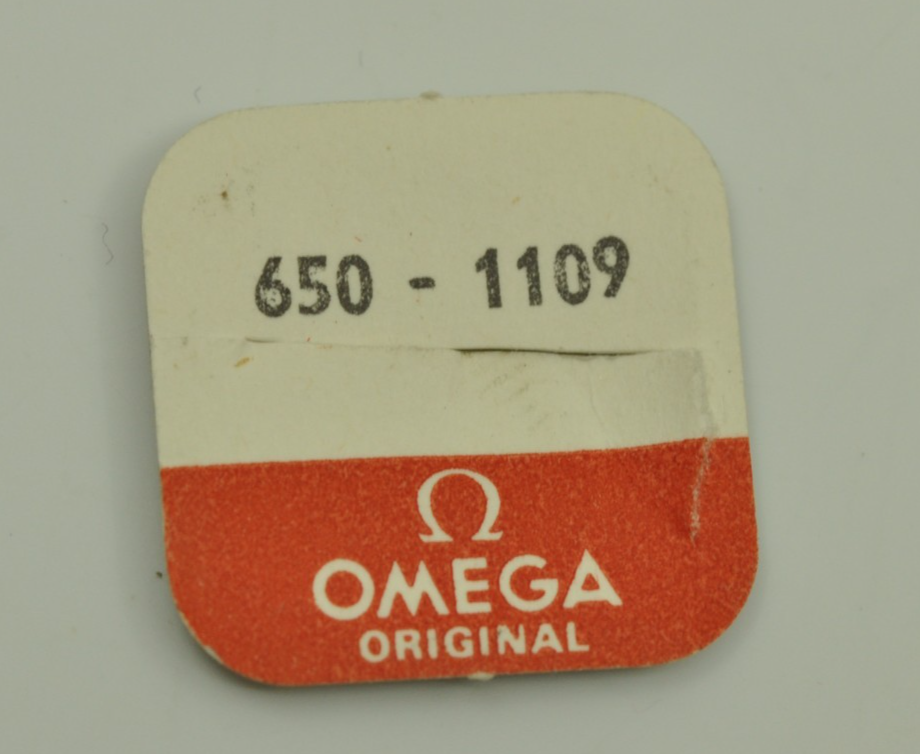 650 - 1109
Ω
OMEGA
ORIGINAL